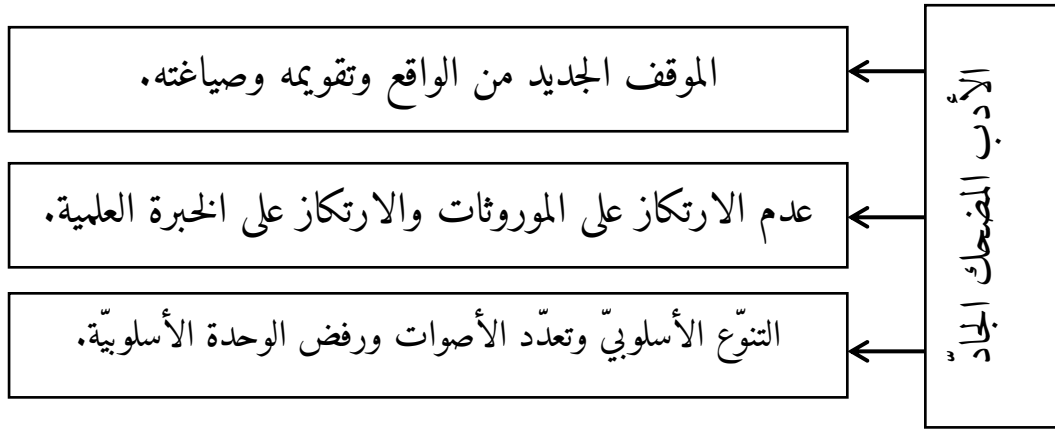 الأدب المضحك الجادّ
الموقف الجديد من الواقع وتقويمه وصياغته.
عدم الارتكاز على الموروثات والارتكاز على الخبرة العلمية.
التنوّع الأسلوبيّ وتعدّد الأصوات ورفض الوحدة الأسلوبيّة.